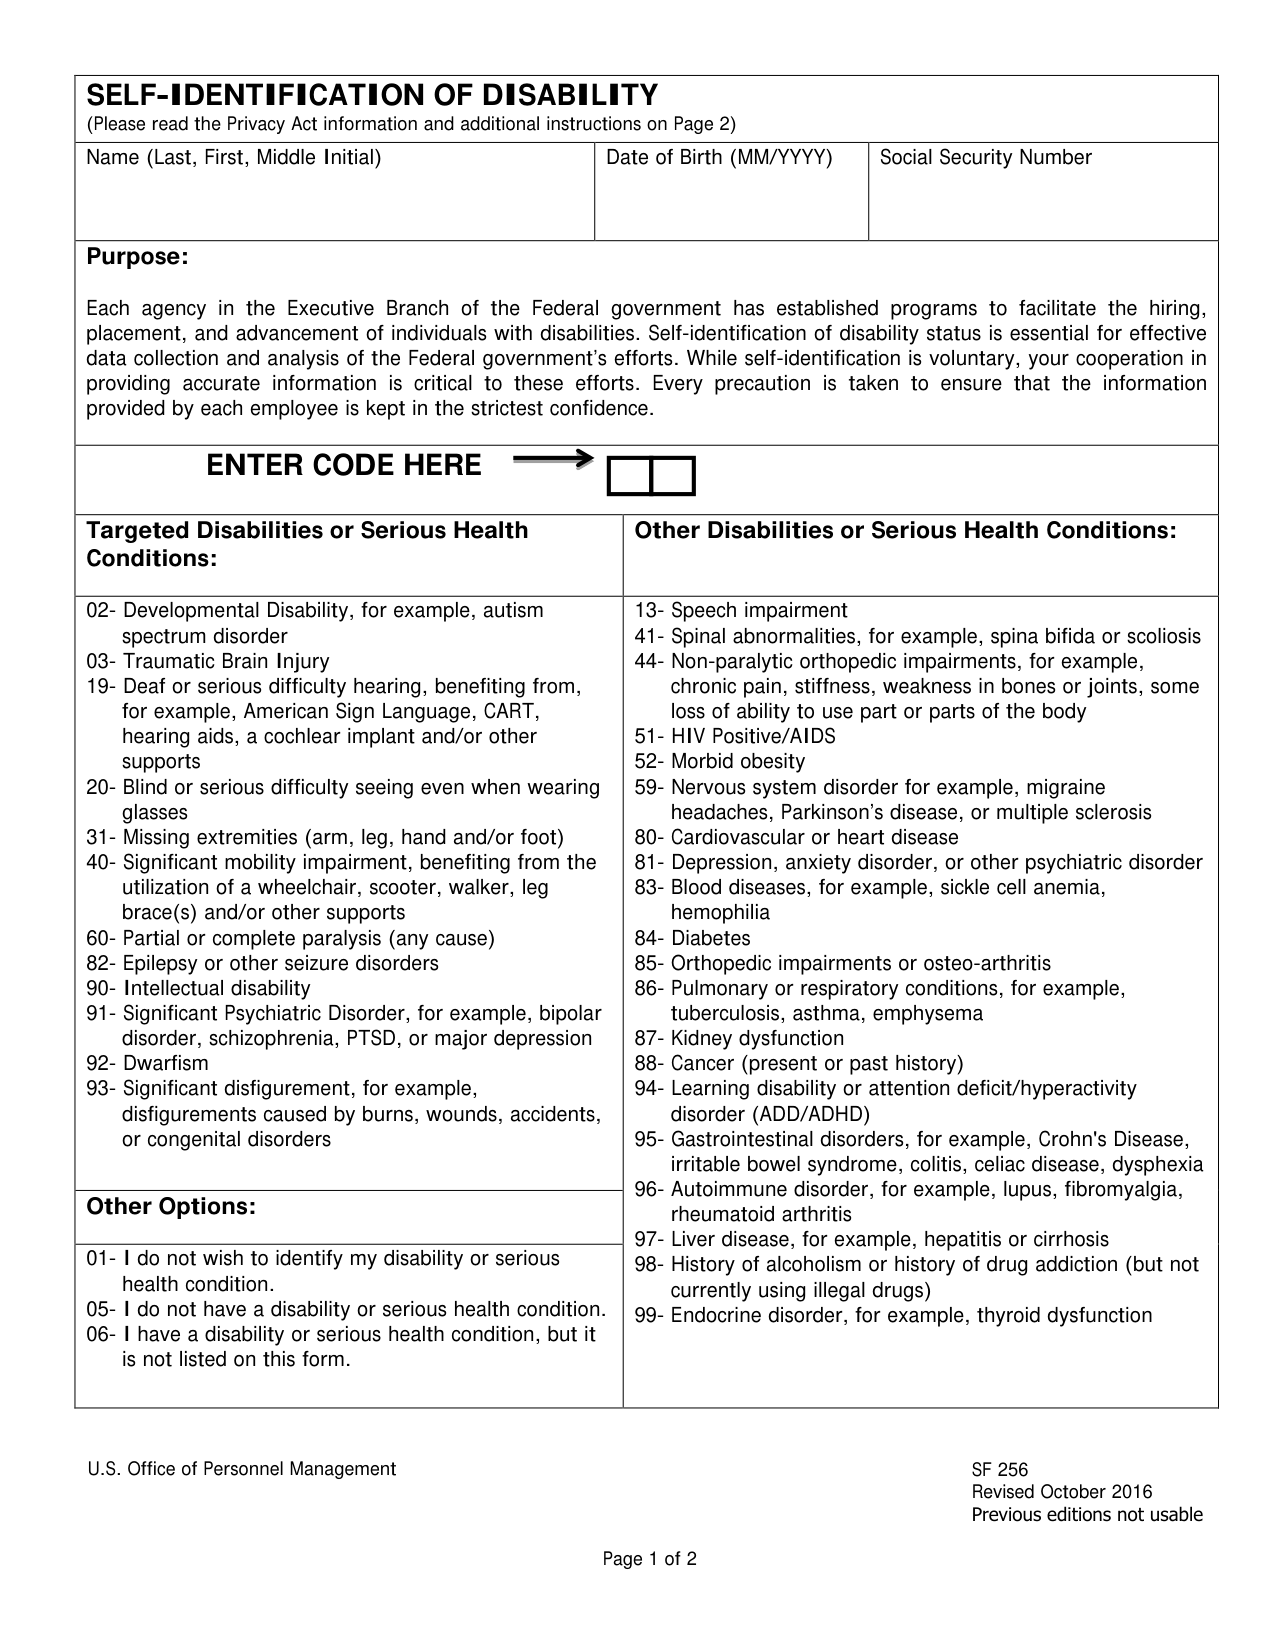 SELF-IDENTIFICATION OF DISABILITY
(Please read the Privacy Act information and additional instructions on Page 2)
Name (Last, First, Middle Initial)
Date of Birth (MM/YYYY)
Social Security Number
Purpose:
Each agency in the Executive Branch of the Federal government has established programs to facilitate the hiring,
placement, and advancement of individuals with disabilities. Self-identification of disability status is essential for effective
data collection and analysis of the Federal government's efforts. While self-identification is voluntary, your cooperation in
providing accurate information is critical to these efforts. Every precaution is taken to ensure that the information
provided by each employee is kept in the strictest confidence.
ENTER CODE HERE
Targeted Disabilities or Serious Health
Conditions:
02- Developmental Disability, for example, autism
spectrum disorder
03- Traumatic Brain Injury
19- Deaf or serious difficulty hearing, benefiting from,
for example, American Sign Language, CART,
hearing aids, a cochlear implant and/or other
supports
20- Blind or serious difficulty seeing even when wearing
glasses
31- Missing extremities (arm, leg, hand and/or foot)
40- Significant mobility impairment, benefiting from the
utilization of a wheelchair, scooter, walker, leg
brace(s) and/or other supports
60- Partial or complete paralysis (any cause)
82- Epilepsy or other seizure disorders
90- Intellectual disability
91- Significant Psychiatric Disorder, for example, bipolar
disorder, schizophrenia, PTSD, or major depression
92- Dwarfism
93- Significant disfigurement, for example,
disfigurements caused by burns, wounds, accidents,
or congenital disorders
Other Options:
01- I do not wish to identify my disability or serious
health condition.
05- I do not have a disability or serious health condition.
06- I have a disability or serious health condition, but it
is not listed on this form.
Other Disabilities or Serious Health Conditions:
13- Speech impairment
41- Spinal abnormalities, for example, spina bifida or scoliosis
44- Non-paralytic orthopedic impairments, for example,
chronic pain, stiffness, weakness in bones or joints, some
loss of ability to use part or parts of the body
51- HIV Positive/AIDS
52- Morbid obesity
59- Nervous system disorder for example, migraine
headaches, Parkinson's disease, or multiple sclerosis
80- Cardiovascular or heart disease
81- Depression, anxiety disorder, or other psychiatric disorder
83- Blood diseases, for example, sickle cell anemia,
hemophilia
84- Diabetes
85- Orthopedic impairments or osteo-arthritis
86- Pulmonary or respiratory conditions, for example,
tuberculosis, asthma, emphysema
87- Kidney dysfunction
88- Cancer (present or past history)
94- Learning disability or attention deficit/hyperactivity
disorder (ADD/ADHD)
95- Gastrointestinal disorders, for example, Crohn's Disease,
irritable bowel syndrome, colitis, celiac disease, dysphexia
96- Autoimmune disorder, for example, lupus, fibromyalgia,
rheumatoid arthritis
97- Liver disease, for example, hepatitis or cirrhosis
98- History of alcoholism or history of drug addiction (but not
currently using illegal drugs)
99- Endocrine disorder, for example, thyroid dysfunction
U.S. Office of Personnel Management
SF 256
Revised October 2016
Previous editions not usable
Page 1 of 2